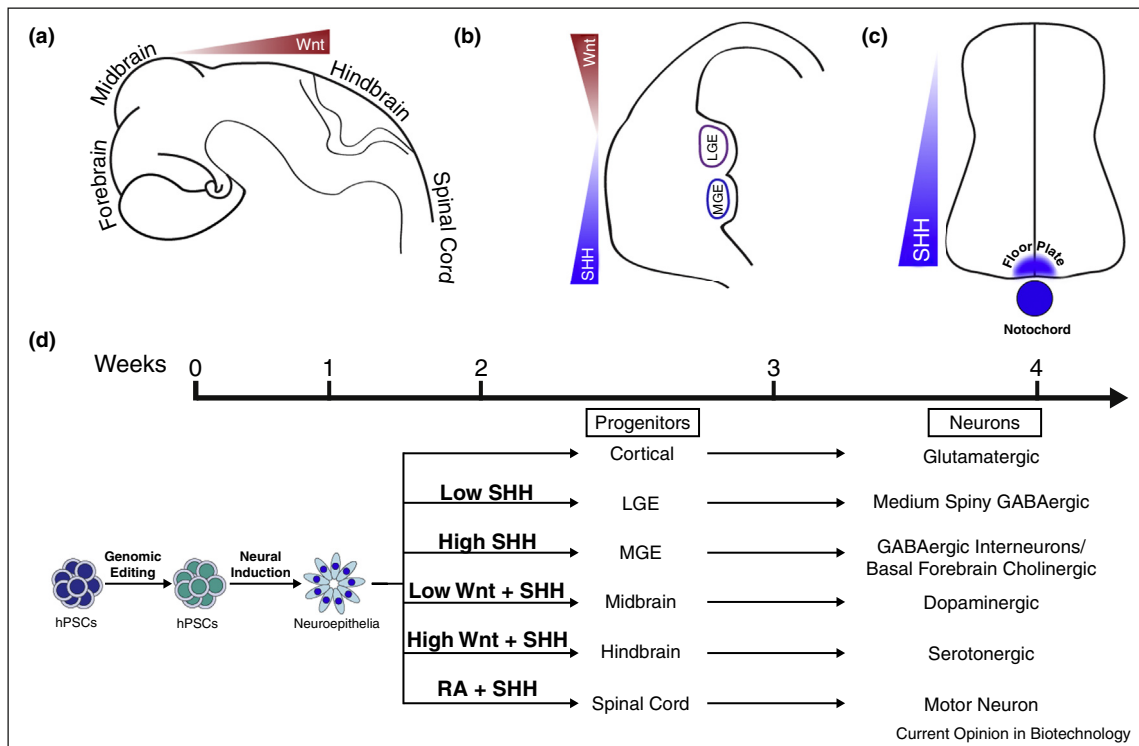 (a)
Wnt
Midbrain
Hindbrain
Forebrain
Spinal Cord
(b)
Wnt
SHH
LGE
MGE
(c)
SHH
Floor Plate
Notochord
(d)
Weeks 0 1 2 3 4
Progenitors Neurons
Cortical Glutamatergic
Low SHH LGE Medium Spiny GABAergic
High SHH MGE GABAergic Interneurons/
Basal Forebrain Cholinergic
Genomic
Editing
Neural
Induction
hPSCs hPSCs Neuroepithelia
Low Wnt + SHH Midbrain Dopaminergic
High Wnt + SHH Hindbrain Serotonergic
RA + SHH Spinal Cord Motor Neuron
Current Opinion in Biotechnology